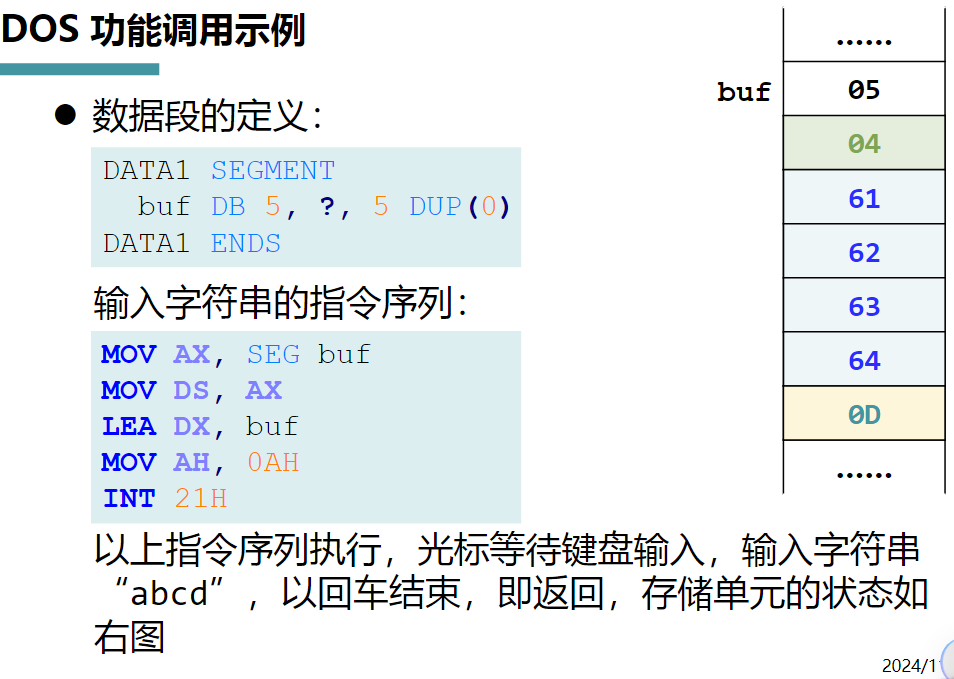 DOS 功能调用示例
● 数据段的定义：
DATA1 SEGMENT
buf DB 5, ?, 5 DUP(0)
DATA1 ENDS
输入字符串的指令序列：
MOV AX, SEG buf
MOV DS, AX
LEA DX, buf
MOV AH, 0AH
INT 21H
以上指令序列执行，光标等待键盘输入，输入字符串
“abcd”，以回车结束，即返回，存储单元的状态如
右图
......
buf 05
04
61
62
63
64
0D
......